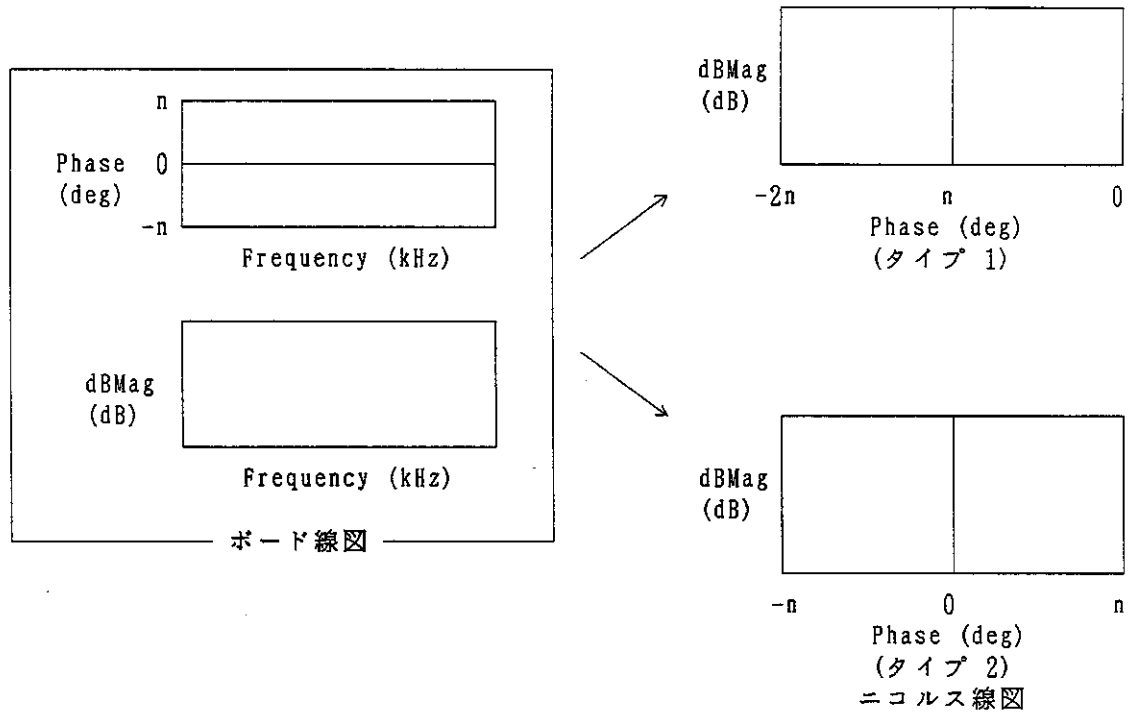 n
Phase
0
(deg)
-n
Frequency (kHz)
dBMag
(dB)
Frequency (kHz)
ボード線図
dBMag
(dB)
-2n n 0
Phase (deg)
(タイプ 1)
dBMag
(dB)
-n 0 n
Phase (deg)
(タイプ 2)
ニコルス線図